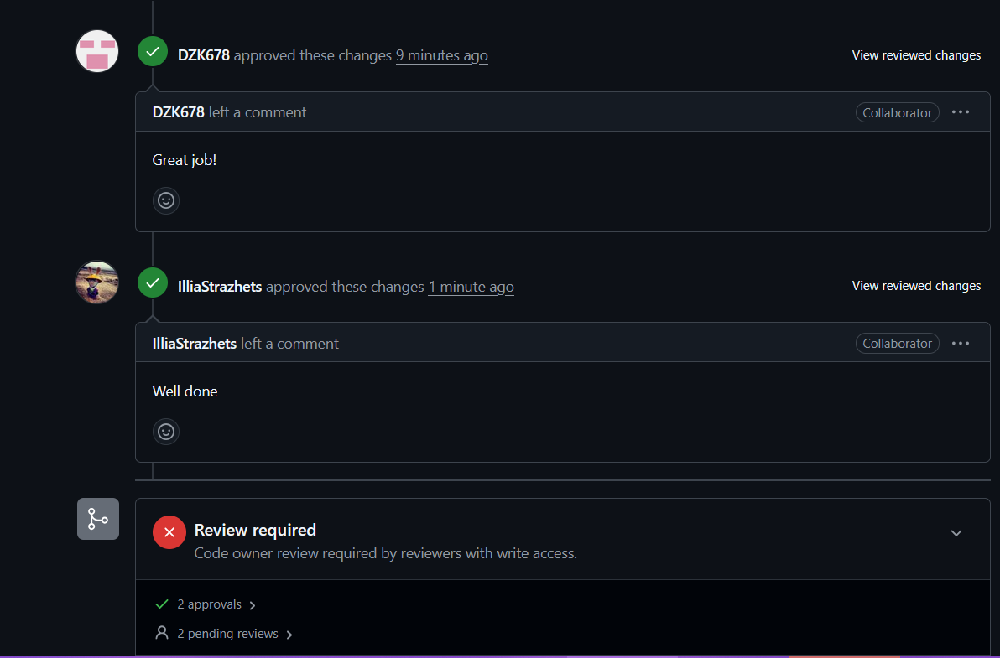 DZK678 approved these changes 9 minutes ago View reviewed changes
DZK678 left a comment Collaborator
Great job!
IlliaStrazhets approved these changes 1 minute ago View reviewed changes
IlliaStrazhets left a comment Collaborator
Well done
Review required
Code owner review required by reviewers with write access.
2 approvals
2 pending reviews